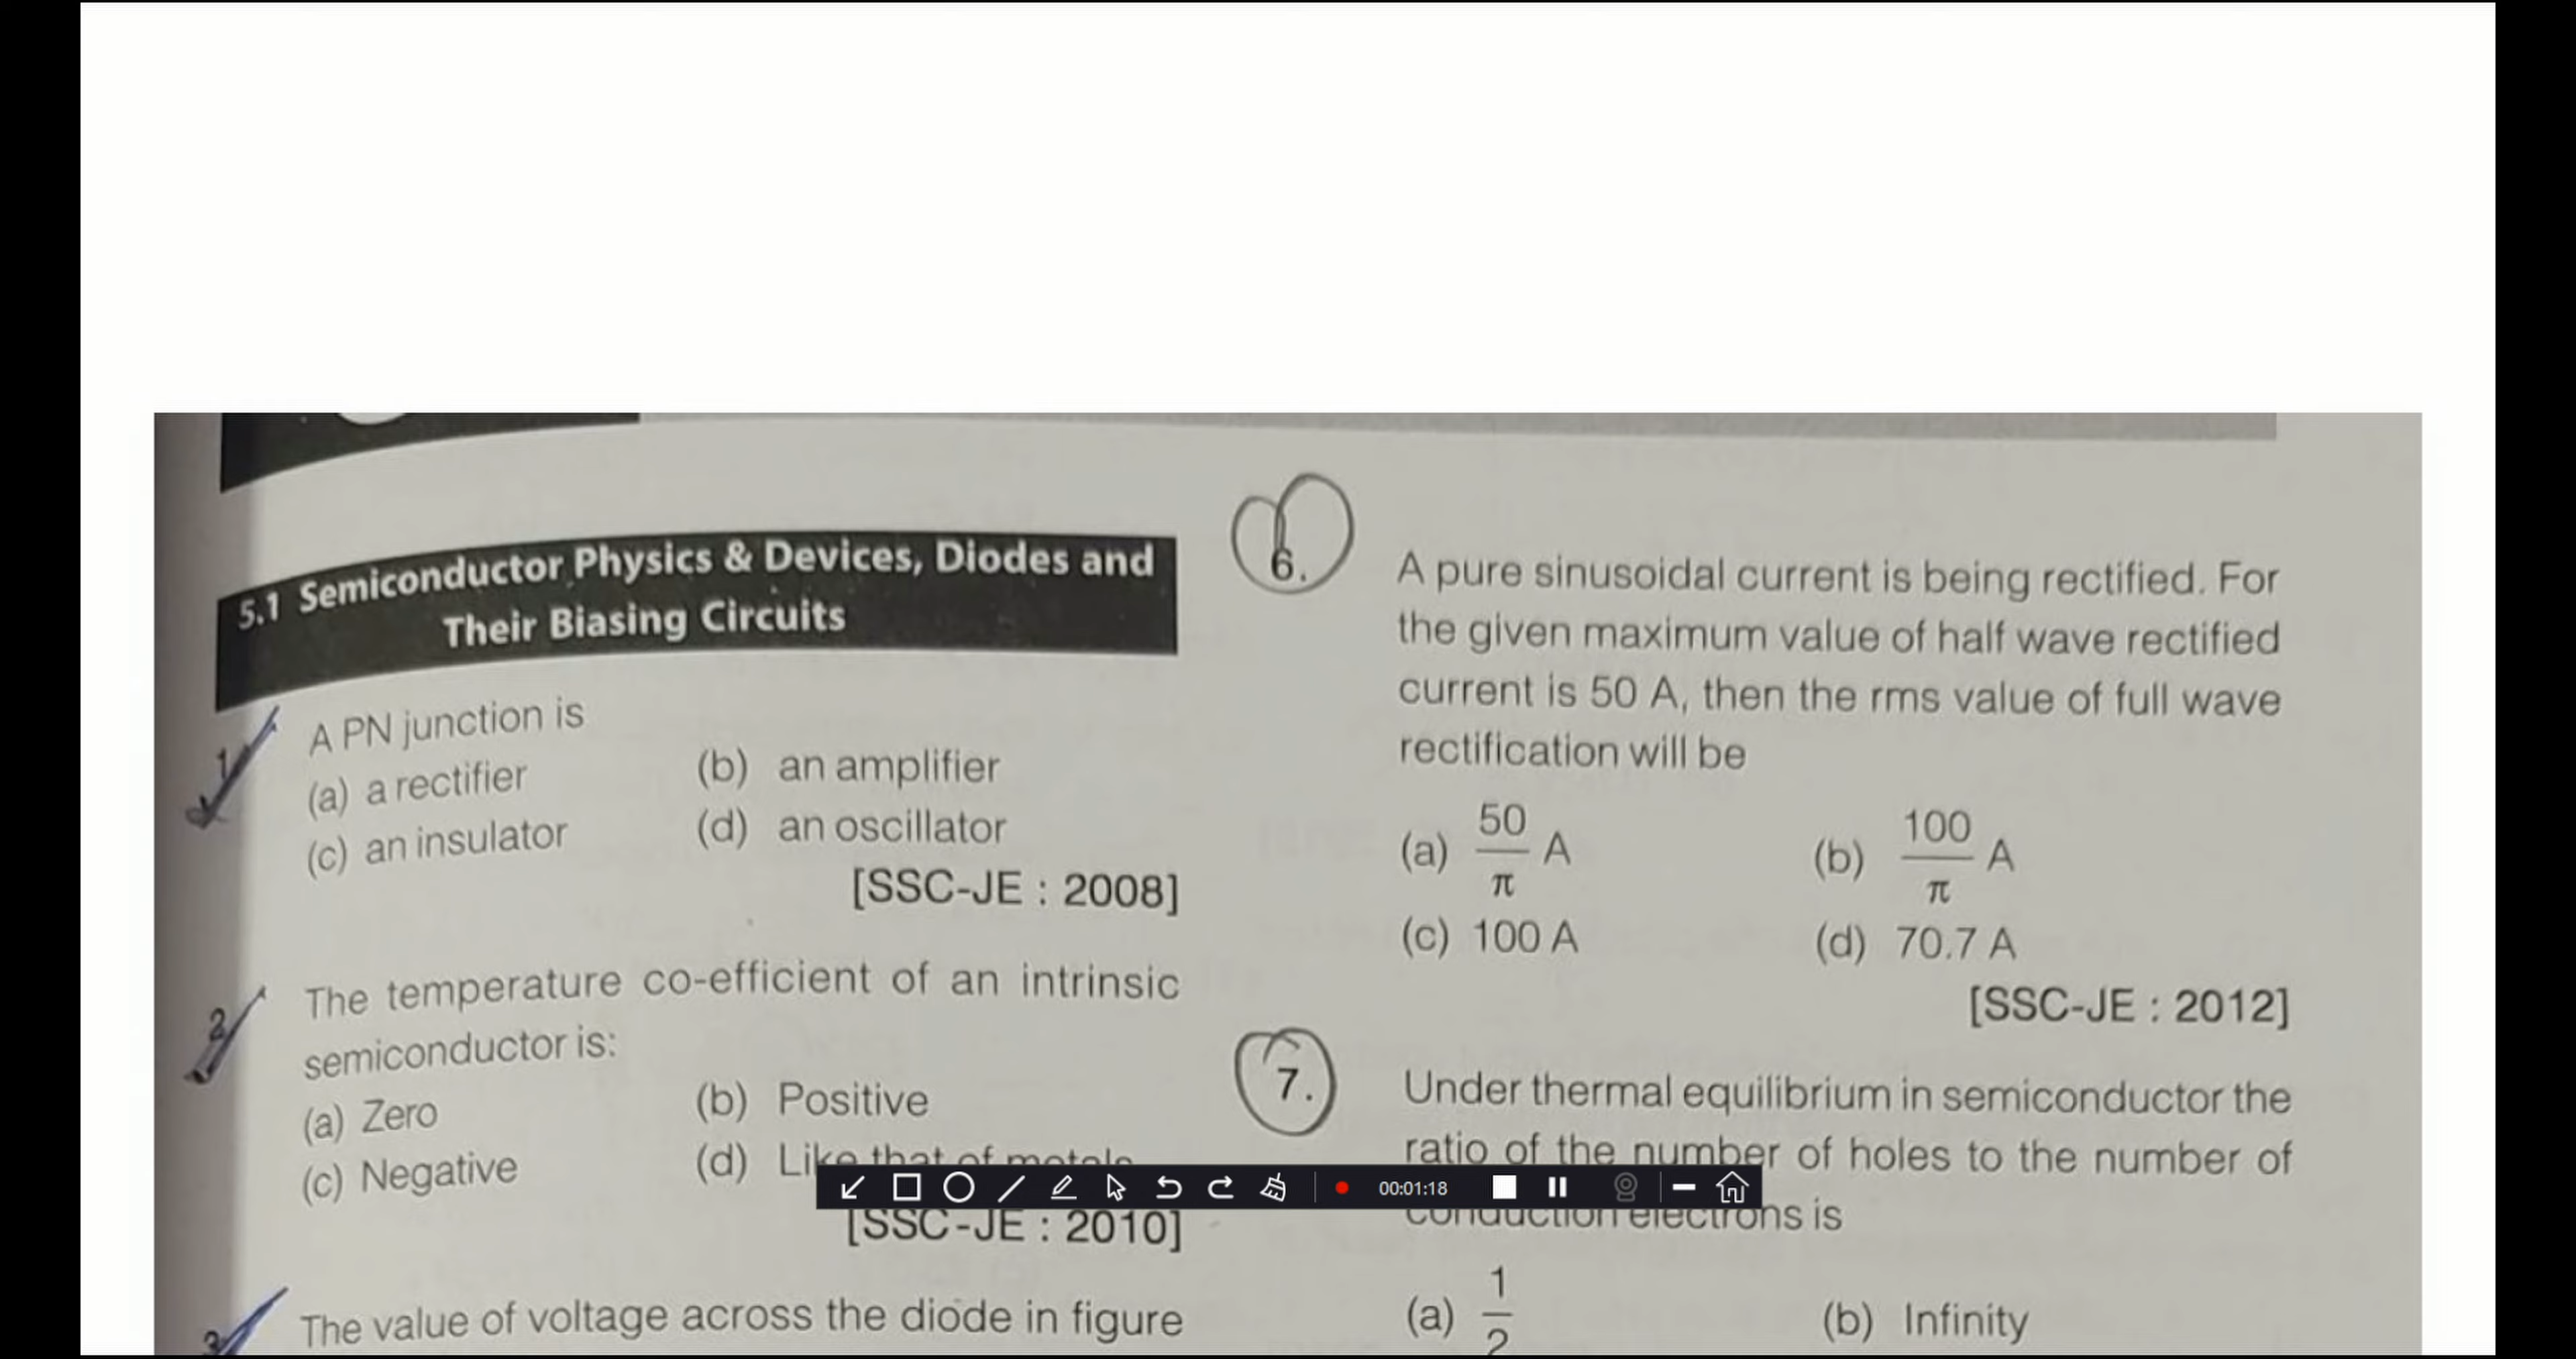 5.1 Semiconductor Physics & Devices, Diodes and
Their Biasing Circuits
1. A PN junction is
(a) a rectifier (b) an amplifier
(c) an insulator (d) an oscillator
[SSC-JE : 2008]
2. The temperature co-efficient of an intrinsic
semiconductor is:
(a) Zero (b) Positive
(c) Negative (d) Like that of metals
[SSC-JE : 2010]
3. The value of voltage across the diode in figure
6. A pure sinusoidal current is being rectified. For
the given maximum value of half wave rectified
current is 50 A, then the rms value of full wave
rectification will be
(a) 50/π A (b) 100/π A
(c) 100 A (d) 70.7 A
[SSC-JE : 2012]
7. Under thermal equilibrium in semiconductor the
ratio of the number of holes to the number of
conduction electrons is
(a) 1/2 (b) Infinity
00:01:18